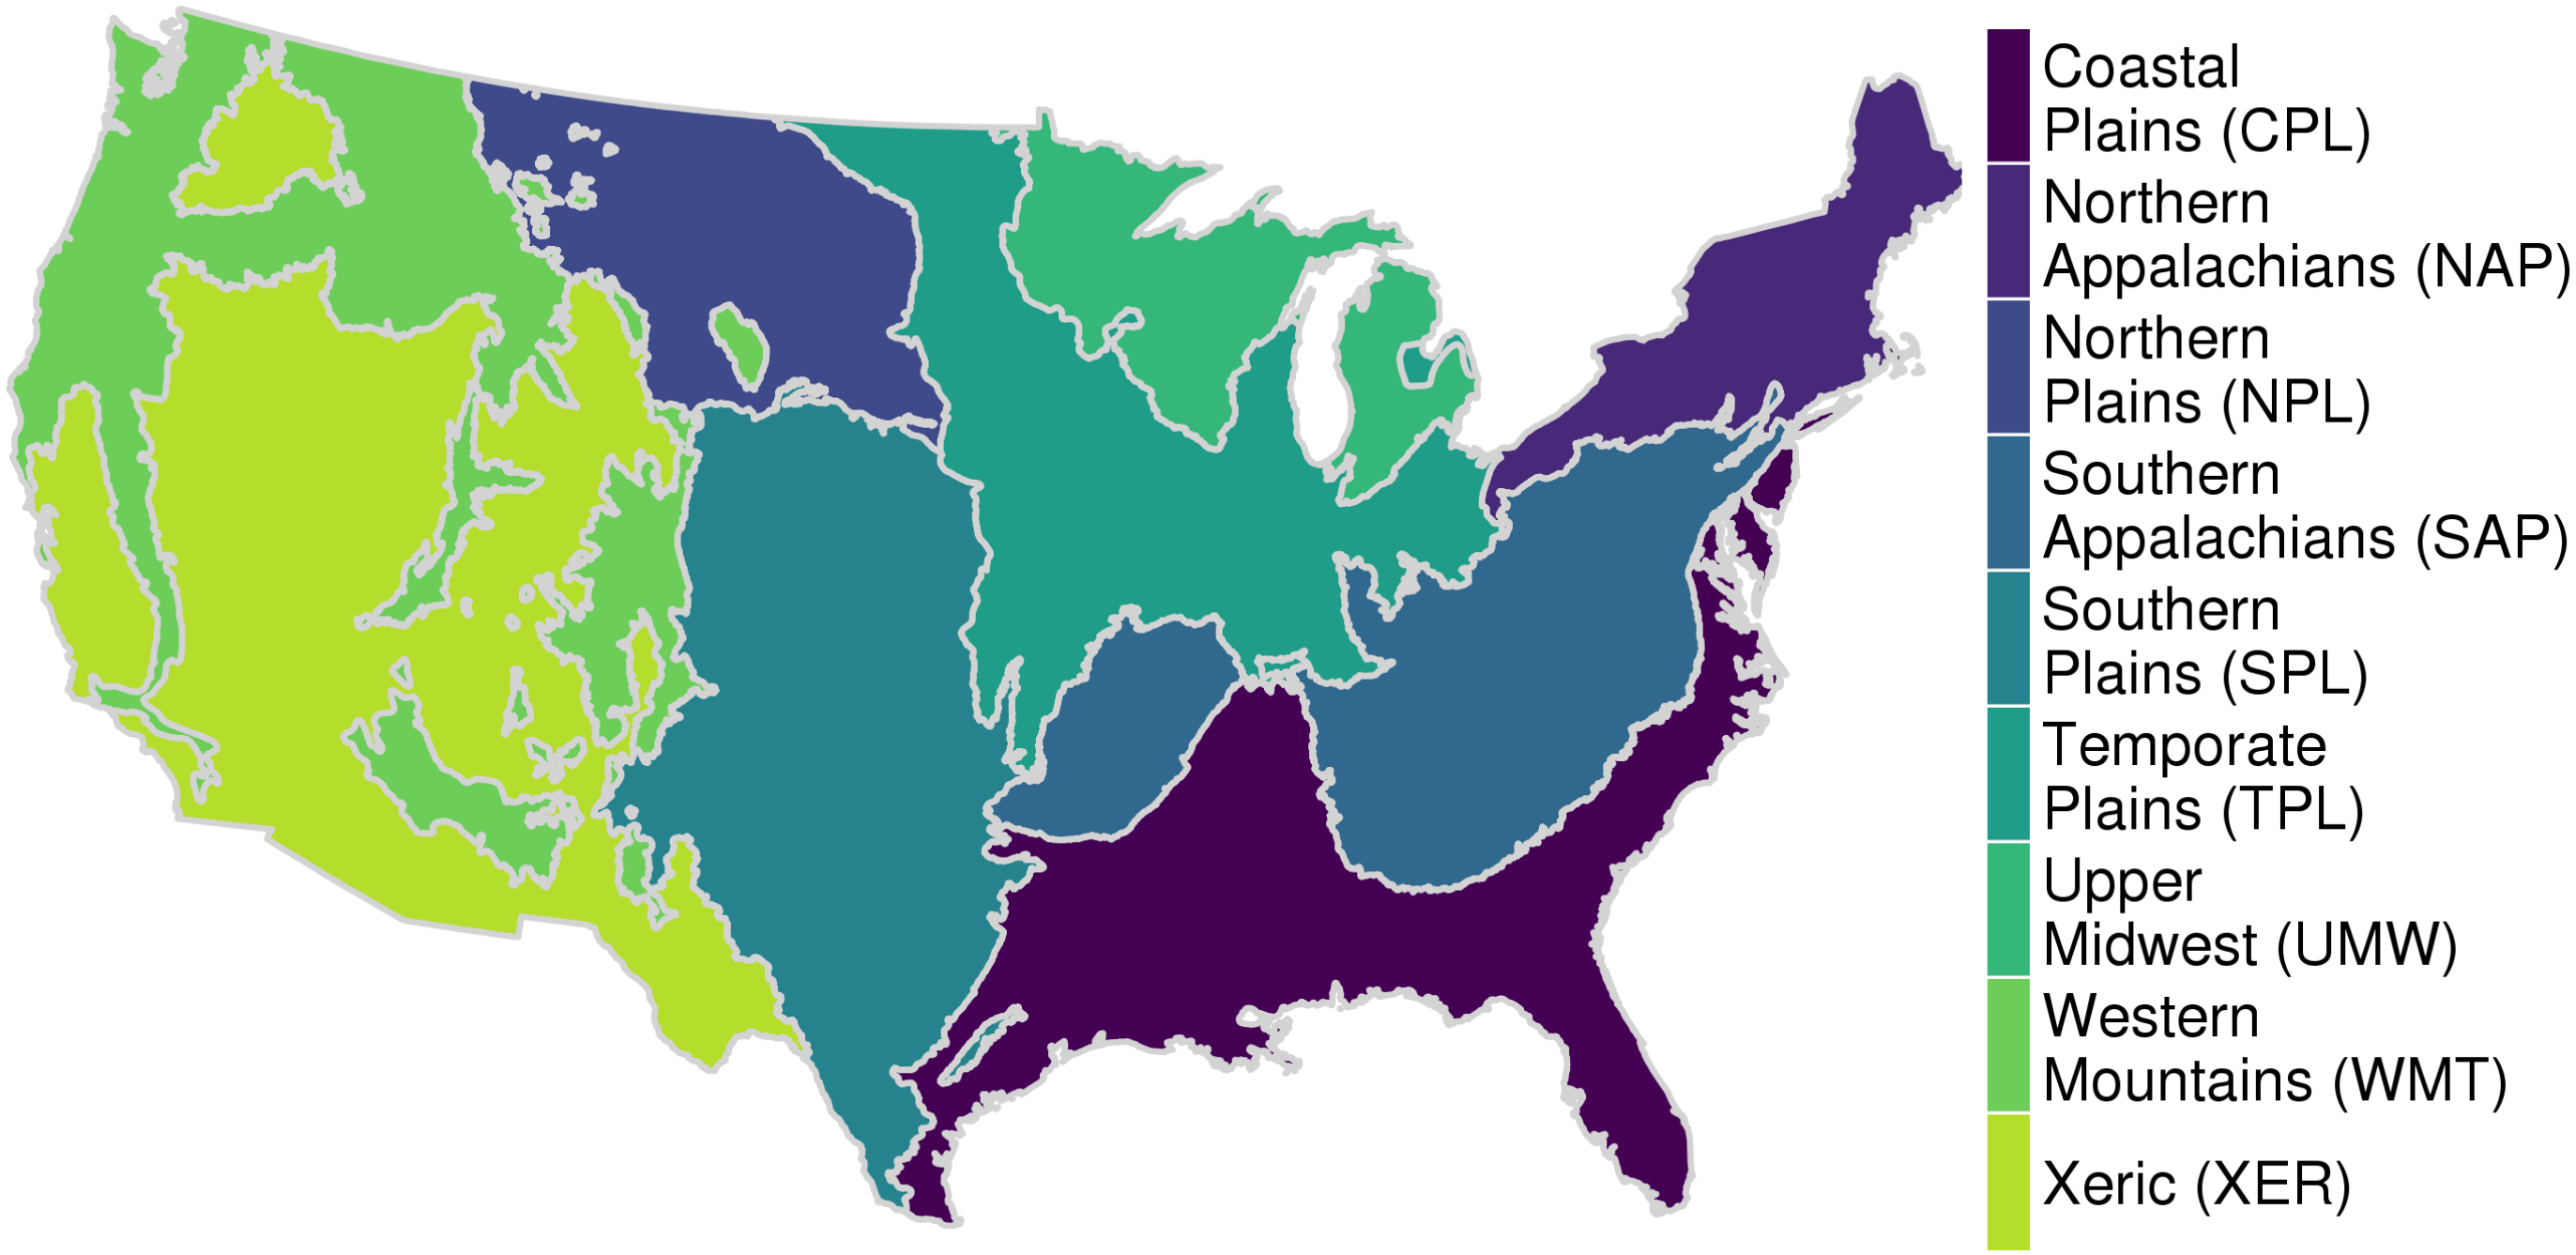 Coastal
Plains (CPL)
Northern
Appalachians (NAP)
Northern
Plains (NPL)
Southern
Appalachians (SAP)
Southern
Plains (SPL)
Temporate
Plains (TPL)
Upper
Midwest (UMW)
Western
Mountains (WMT)
Xeric (XER)